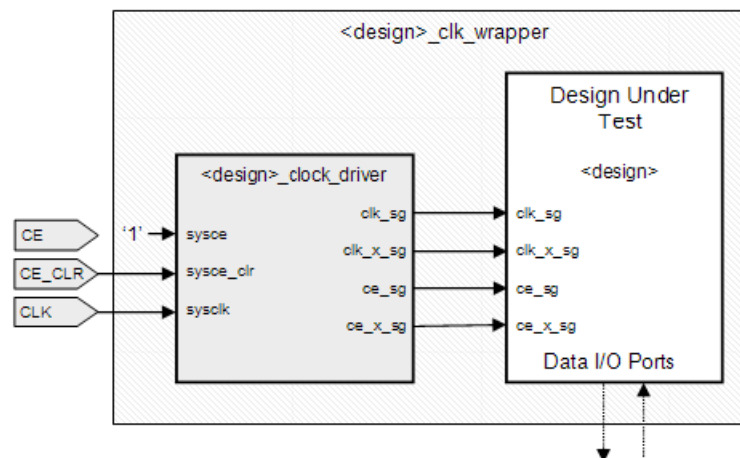 <design>_clk_wrapper
Design Under
Test
<design>
<design>_clock_driver
clk_sg
clk_sg
CE
'1'
sysce
clk_x_sg
clk_x_sg
CE_CLR
sysce_clr
ce_sg
ce_sg
CLK
sysclk
ce_x_sg
ce_x_sg
Data I/O Ports